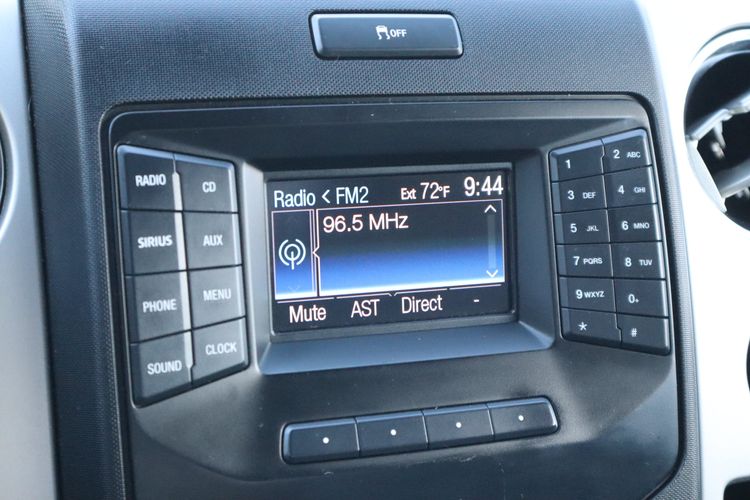 OFF
RADIO CD
SIRIUS AUX
PHONE MENU
SOUND CLOCK
Radio < FM2 Ext 72°F 9:44
96.5 MHz
Mute AST Direct -
1 2 ABC
3 DEF 4 GHI
5 JKL 6 MNO
7 PQRS 8 TUV
9 WXYZ 0+
* #